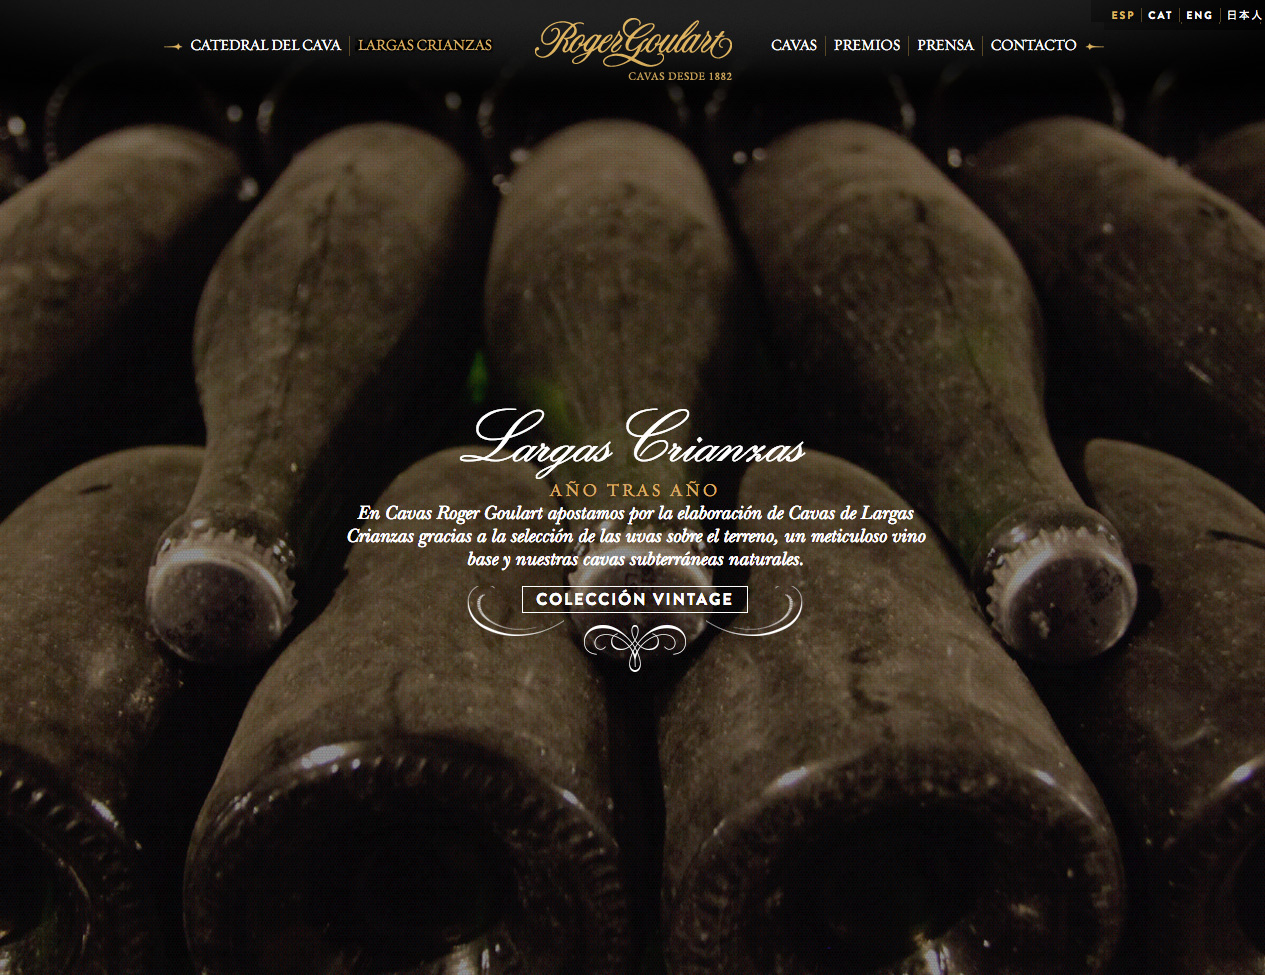 ESP CAT ENG 日本人
CATEDRAL DEL CAVA LARGAS CRIANZAS
Roger Goulart
CAVAS DESDE 1882
CAVAS PREMIOS PRENSA CONTACTO
Largas Crianzas
AÑO TRAS AÑO
En Cavas Roger Goulart apostamos por la elaboración de Cavas de Largas
Crianzas gracias a la selección de las uvas sobre el terreno, un meticuloso vino
base y nuestras cavas subterráneas naturales.
COLECCIÓN VINTAGE